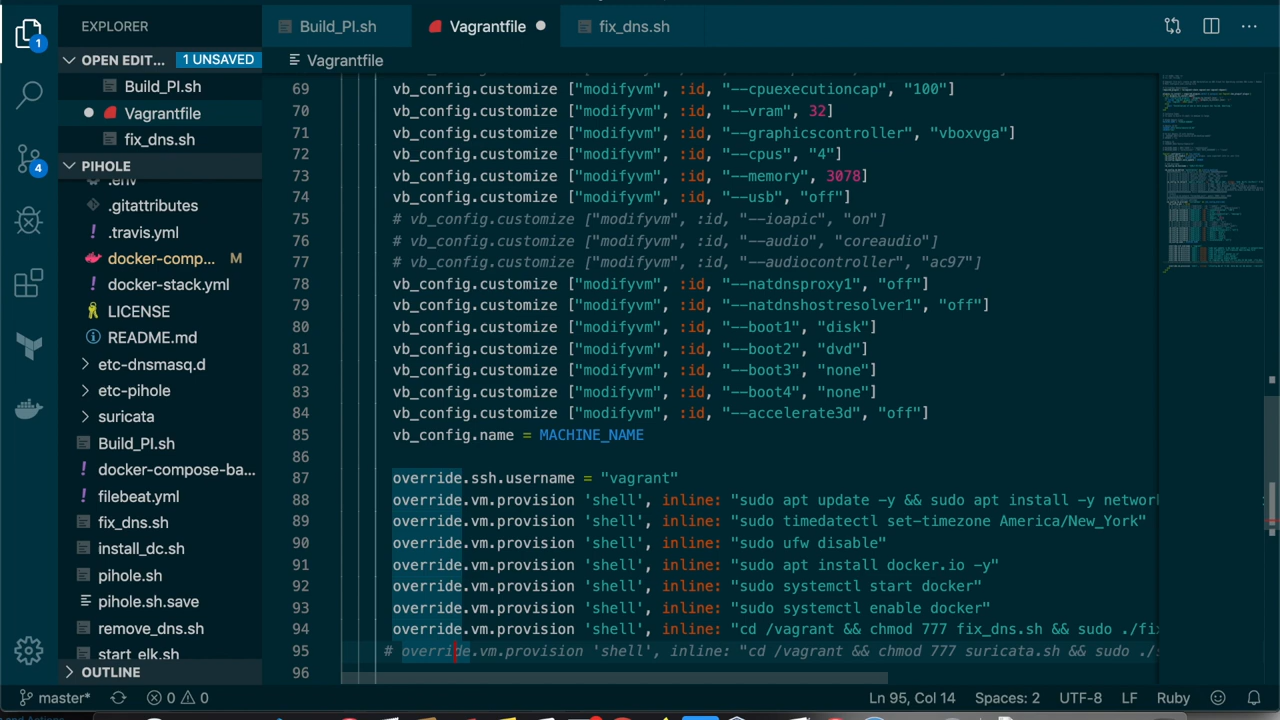 EXPLORER
Build_PI.sh
Vagrantfile
fix_dns.sh
1
OPEN EDIT... 1 UNSAVED
Vagrantfile
Build_PI.sh
Vagrantfile
fix_dns.sh
4
PIHOLE
.env
.gitattributes
.travis.yml
docker-comp... M
docker-stack.yml
LICENSE
README.md
etc-dnsmasq.d
etc-pihole
suricata
Build_PI.sh
docker-compose-ba...
filebeat.yml
fix_dns.sh
install_dc.sh
pihole.sh
pihole.sh.save
remove_dns.sh
start_elk.sh
OUTLINE
69 vb_config.customize ["modifyvm", :id, "--cpuexecutioncap", "100"]
70 vb_config.customize ["modifyvm", :id, "--vram", 32]
71 vb_config.customize ["modifyvm", :id, "--graphicscontroller", "vboxvga"]
72 vb_config.customize ["modifyvm", :id, "--cpus", "4"]
73 vb_config.customize ["modifyvm", :id, "--memory", 3078]
74 vb_config.customize ["modifyvm", :id, "--usb", "off"]
75 # vb_config.customize ["modifyvm", :id, "--ioapic", "on"]
76 # vb_config.customize ["modifyvm", :id, "--audio", "coreaudio"]
77 # vb_config.customize ["modifyvm", :id, "--audiocontroller", "ac97"]
78 vb_config.customize ["modifyvm", :id, "--natdnsproxy1", "off"]
79 vb_config.customize ["modifyvm", :id, "--natdnshostresolver1", "off"]
80 vb_config.customize ["modifyvm", :id, "--boot1", "disk"]
81 vb_config.customize ["modifyvm", :id, "--boot2", "dvd"]
82 vb_config.customize ["modifyvm", :id, "--boot3", "none"]
83 vb_config.customize ["modifyvm", :id, "--boot4", "none"]
84 vb_config.customize ["modifyvm", :id, "--accelerate3d", "off"]
85 vb_config.name = MACHINE_NAME
86
87 override.ssh.username = "vagrant"
88 override.vm.provision 'shell', inline: "sudo apt update -y && sudo apt install -y network
89 override.vm.provision 'shell', inline: "sudo timedatectl set-timezone America/New_York"
90 override.vm.provision 'shell', inline: "sudo ufw disable"
91 override.vm.provision 'shell', inline: "sudo apt install docker.io -y"
92 override.vm.provision 'shell', inline: "sudo systemctl start docker"
93 override.vm.provision 'shell', inline: "sudo systemctl enable docker"
94 override.vm.provision 'shell', inline: "cd /vagrant && chmod 777 fix_dns.sh && sudo ./fix
95 # override.vm.provision 'shell', inline: "cd /vagrant && chmod 777 suricata.sh && sudo ./s
96
master* 0 0 Ln 95, Col 14 Spaces: 2 UTF-8 LF Ruby